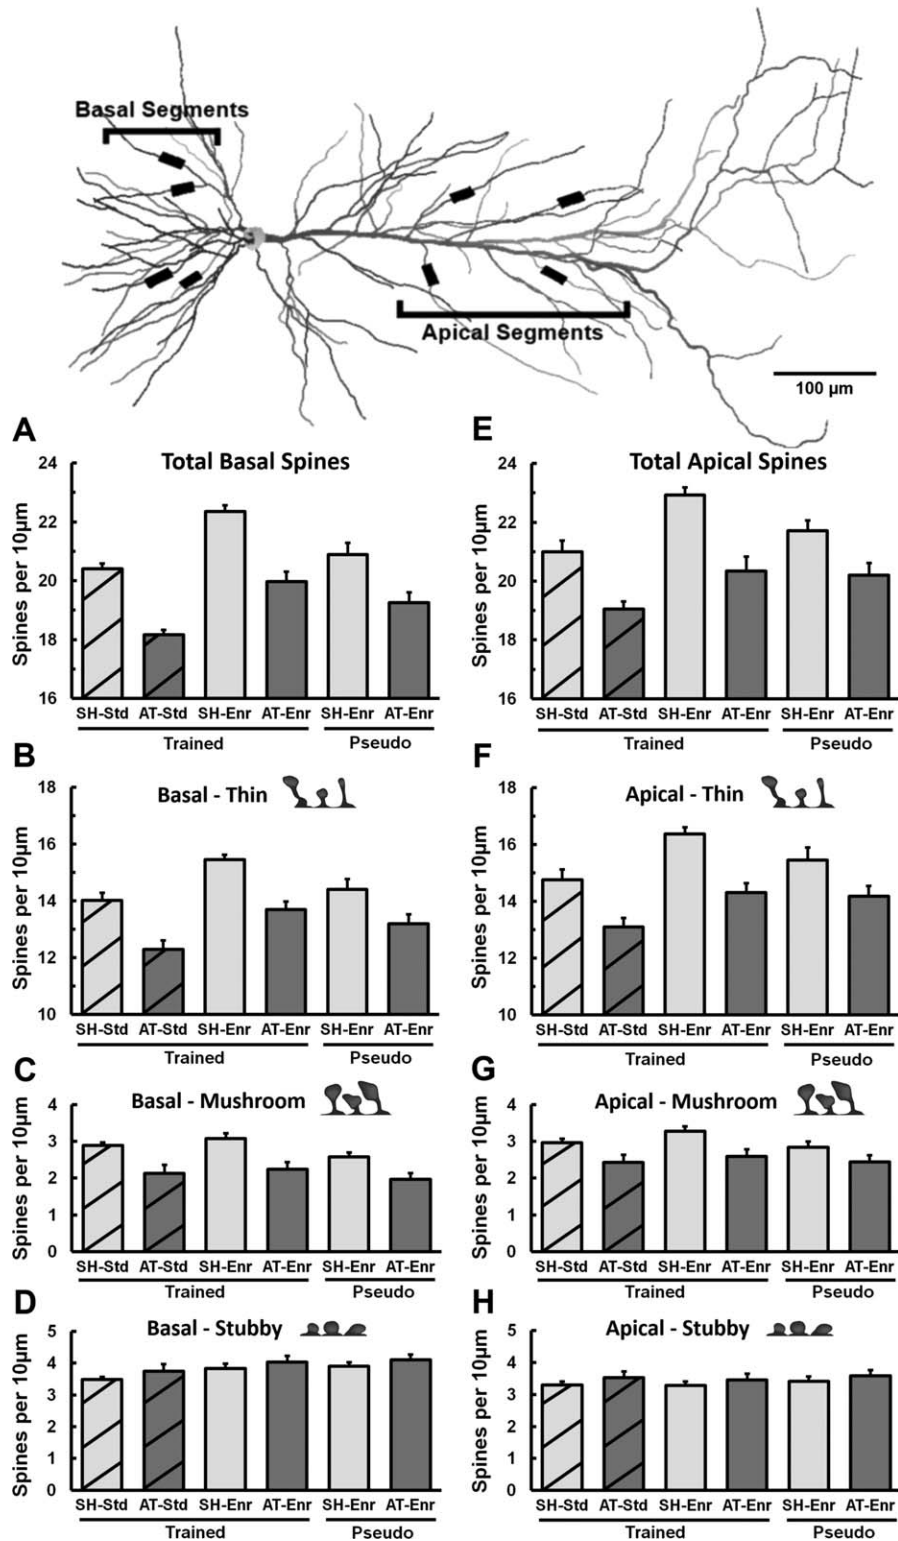 Basal Segments
Apical Segments
100 µm
A
Total Basal Spines
Spines per 10µm
24
22
20
18
16
SH-Std AT-Std SH-Enr AT-Enr SH-Enr AT-Enr
Trained Pseudo
E
Total Apical Spines
Spines per 10µm
24
22
20
18
16
SH-Std AT-Std SH-Enr AT-Enr SH-Enr AT-Enr
Trained Pseudo
B
Basal - Thin
Spines per 10µm
18
16
14
12
10
SH-Std AT-Std SH-Enr AT-Enr SH-Enr AT-Enr
Trained Pseudo
F
Apical - Thin
Spines per 10µm
18
16
14
12
10
SH-Std AT-Std SH-Enr AT-Enr SH-Enr AT-Enr
Trained Pseudo
C
Basal - Mushroom
Spines per 10µm
4
3
2
1
0
SH-Std AT-Std SH-Enr AT-Enr SH-Enr AT-Enr
Trained Pseudo
G
Apical - Mushroom
Spines per 10µm
4
3
2
1
0
SH-Std AT-Std SH-Enr AT-Enr SH-Enr AT-Enr
Trained Pseudo
D
Basal - Stubby
Spines per 10µm
5
4
3
2
1
0
SH-Std AT-Std SH-Enr AT-Enr SH-Enr AT-Enr
Trained Pseudo
H
Apical - Stubby
Spines per 10µm
5
4
3
2
1
0
SH-Std AT-Std SH-Enr AT-Enr SH-Enr AT-Enr
Trained Pseudo